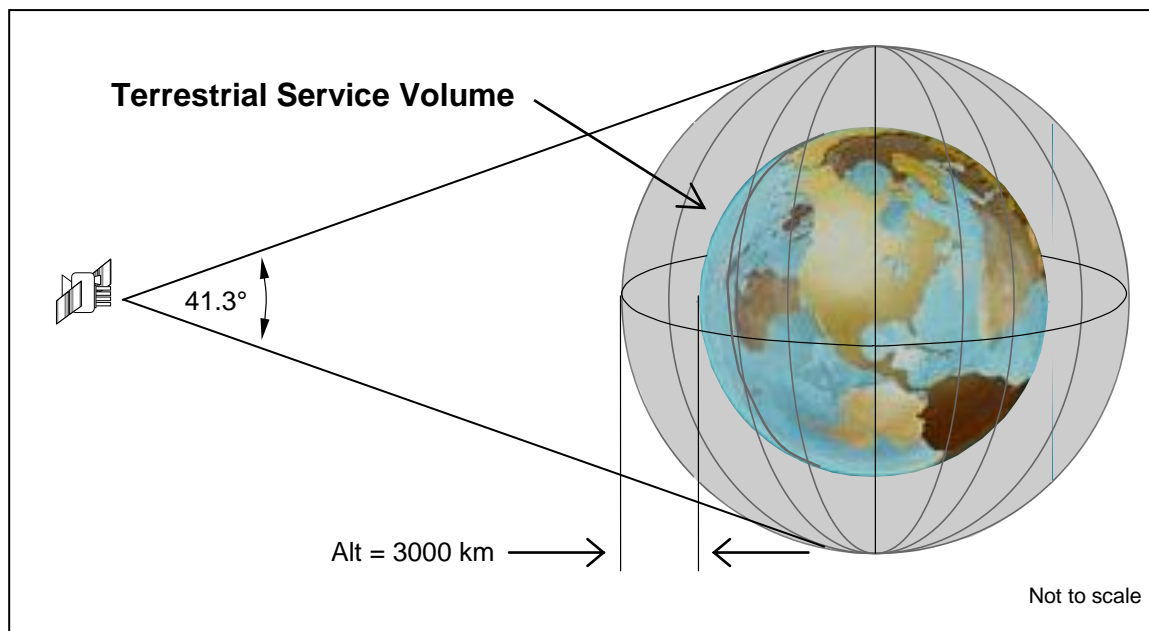 Terrestrial Service Volume
41.3°
Alt = 3000 km
Not to scale